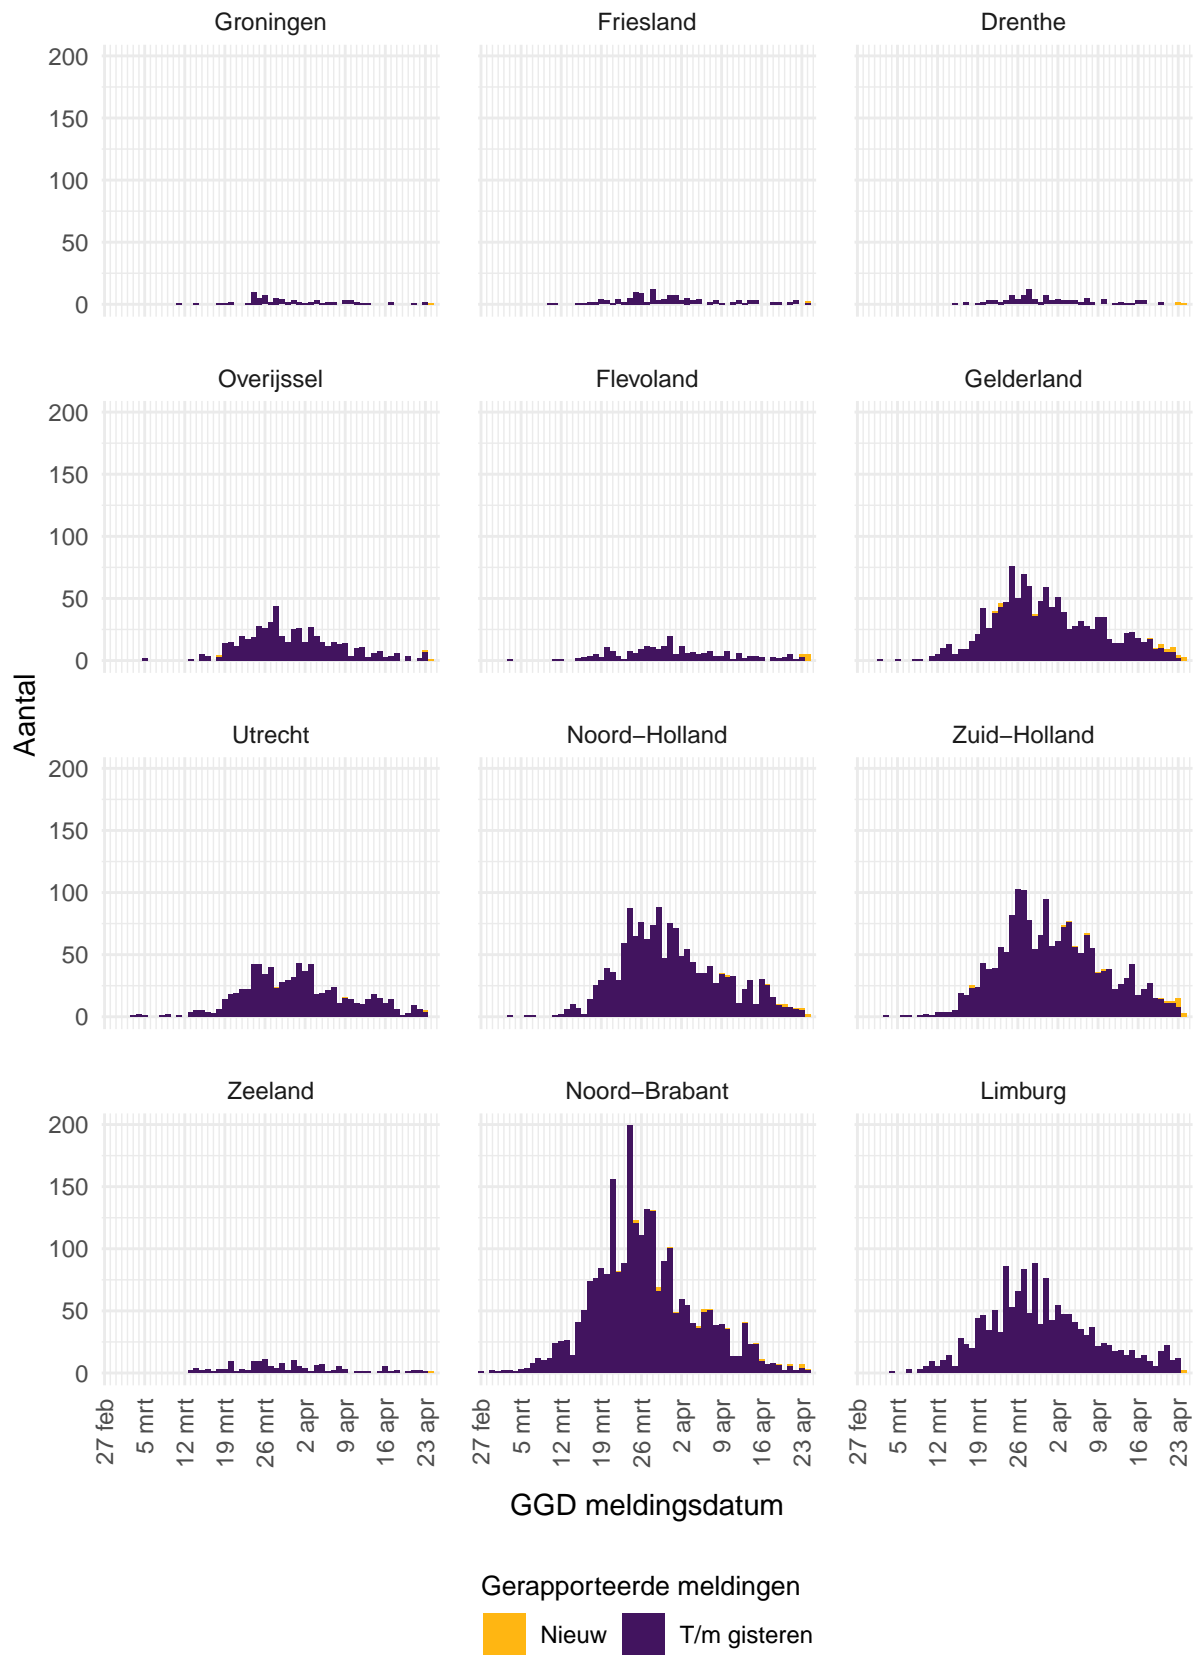 Groningen Friesland Drenthe
200
150
100
50
0
Overijssel Flevoland Gelderland
200
150
100
50
0
Aantal
Utrecht Noord−Holland Zuid−Holland
200
150
100
50
0
Zeeland Noord−Brabant Limburg
200
150
100
50
0
27 feb 5 mrt 12 mrt 19 mrt 26 mrt 2 apr 9 apr 16 apr 23 apr 27 feb 5 mrt 12 mrt 19 mrt 26 mrt 2 apr 9 apr 16 apr 23 apr 27 feb 5 mrt 12 mrt 19 mrt 26 mrt 2 apr 9 apr 16 apr 23 apr
GGD meldingsdatum
Gerapporteerde meldingen
Nieuw T/m gisteren